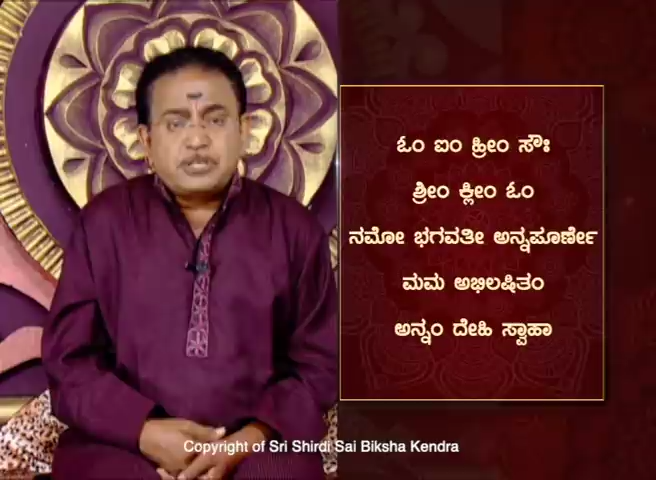 ಓಂ ಐಂ ಹ್ರೀಂ ಸೌಃ
ಶ್ರೀಂ ಕ್ಲೀಂ ಓಂ
ನಮೋ ಭಗವತೀ ಅನ್ನಪೂರ್ಣೇ
ಮಮ ಅಭಿಲಷಿತಂ
ಅನ್ನಂ ದೇಹಿ ಸ್ವಾಹಾ
Copyright of Sri Shirdi Sai Biksha Kendra